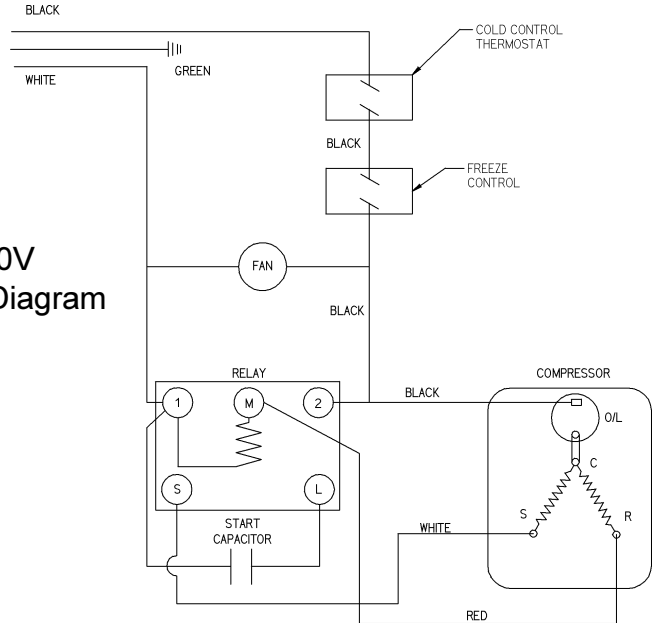 BLACK
GREEN
WHITE
COLD CONTROL
THERMOSTAT
BLACK
FREEZE
CONTROL
0V
Diagram
FAN
BLACK
RELAY
COMPRESSOR
1
M
2
BLACK
O/L
C
S
L
S
R
START
CAPACITOR
WHITE
RED